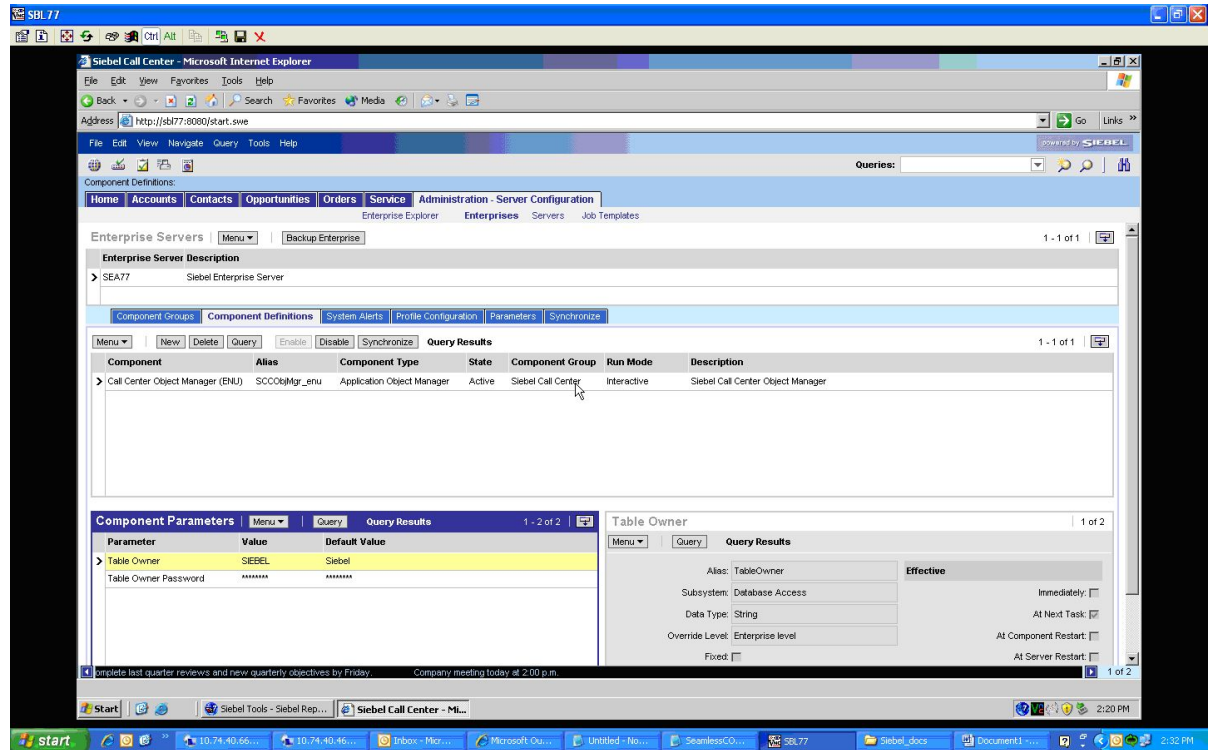 SBL77
Ctrl Alt
Siebel Call Center - Microsoft Internet Explorer
File Edit View Favorites Tools Help
Back Search Favorites Media
Address http://sbl77:8080/start.swe Go Links »
File Edit View Navigate Query Tools Help powered by SIEBEL
Queries:
Component Definitions:
Home Accounts Contacts Opportunities Orders Service Administration - Server Configuration
Enterprise Explorer Enterprises Servers Job Templates
Enterprise Servers Menu Backup Enterprise 1 - 1 of 1
Enterprise Server Description
SEA77 Siebel Enterprise Server
Component Groups Component Definitions System Alerts Profile Configuration Parameters Synchronize
Menu New Delete Query Enable Disable Synchronize Query Results 1 - 1 of 1
Component Alias Component Type State Component Group Run Mode Description
Call Center Object Manager (ENU) SCCObjMgr_enu Application Object Manager Active Siebel Call Center Interactive Siebel Call Center Object Manager
Component Parameters Menu Query Query Results 1 - 2 of 2
Parameter Value Default Value
Table Owner SIEBEL Siebel
Table Owner Password ******** ********
Table Owner 1 of 2
Menu Query Query Results
Alias: TableOwner Effective
Subsystem: Database Access Immediately:
Data Type: String At Next Task:
Override Level: Enterprise level At Component Restart:
Fixed: At Server Restart:
omplete last quarter reviews and new quarterly objectives by Friday. Company meeting today at 2:00 p.m. 1 of 2
Start Siebel Tools - Siebel Rep... Siebel Call Center - Mi... 2:20 PM
start 10.74.40.66... 10.74.40.46... Inbox - Micr... Microsoft Ou... Untitled - No... SeamlessCO... SBL77 Siebel_docs Document1 -... 2:32 PM